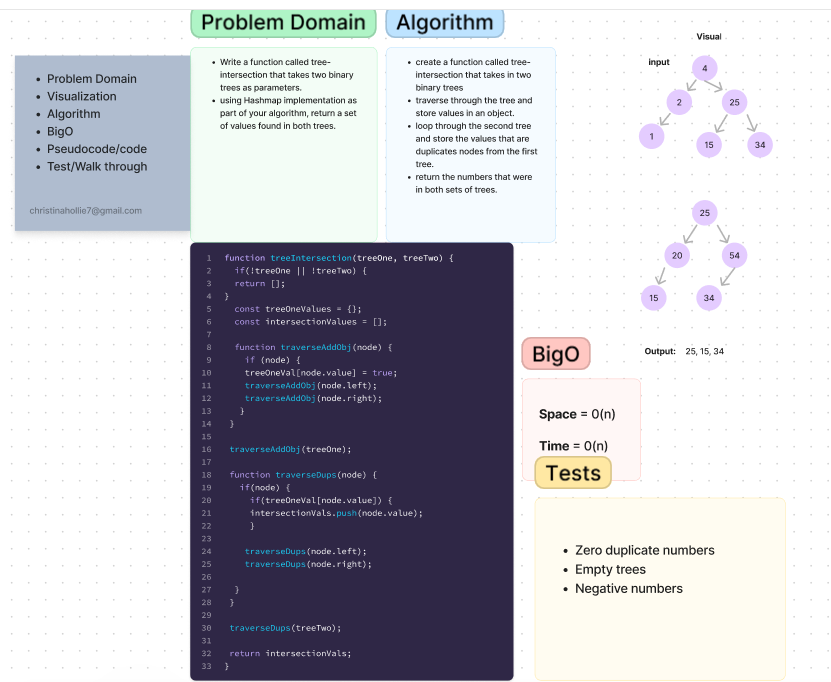 Problem Domain
Algorithm
Visual
• Problem Domain
• Visualization
• Algorithm
• BigO
• Pseudocode/code
• Test/Walk through
christinahollie7@gmail.com
• Write a function called tree-
intersection that takes two binary
trees as parameters.
• using Hashmap implementation as
part of your algorithm, return a set
of values found in both trees.
• create a function called tree-
intersection that takes in two
binary trees
• traverse through the tree and
store values in an object.
• loop through the second tree
and store the values that are
duplicates nodes from the first
tree.
• return the numbers that were
in both sets of trees.
input
4
2 25
1 15 34
25
20 54
15 34
Output: 25, 15, 34
1 function treeIntersection(treeOne, treeTwo) {
2 if(!treeOne || !treeTwo) {
3 return [];
4 }
5 const treeOneValues = {};
6 const intersectionValues = [];
7
8 function traverseAddObj(node) {
9 if (node) {
10 treeOneVal[node.value] = true;
11 traverseAddObj(node.left);
12 traverseAddObj(node.right);
13 }
14 }
15
16 traverseAddObj(treeOne);
17
18 function traverseDups(node) {
19 if(node) {
20 if(treeOneVal[node.value]) {
21 intersectionVals.push(node.value);
22 }
23
24 traverseDups(node.left);
25 traverseDups(node.right);
26
27 }
28 }
29
30 traverseDups(treeTwo);
31
32 return intersectionVals;
33 }
BigO
Space = 0(n)
Time = 0(n)
Tests
• Zero duplicate numbers
• Empty trees
• Negative numbers